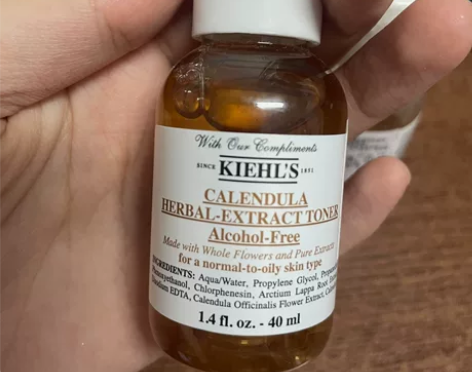 With Our Compliments
SINCE KIEHL'S 1851
CALENDULA
HERBAL-EXTRACT TONER
Alcohol-Free
Made with Whole Flowers and Pure Extracts
for a normal-to-oily skin type
INGREDIENTS: Aqua/Water, Propylene Glycol,
Chlorphenesin, Arctium Lappa Root
EDTA, Calendula Officinalis Flower Extract,
1.4 fl. oz. - 40 ml